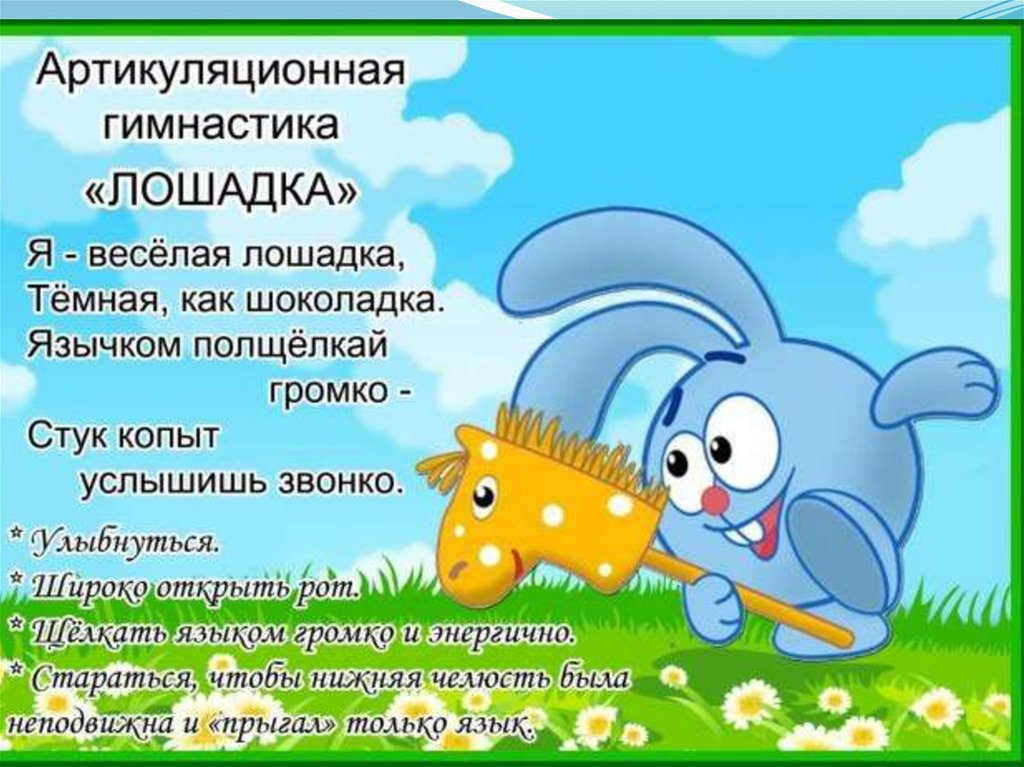 Артикуляционная
гимнастика
«ЛОШАДКА»
Я - весёлая лошадка,
Тёмная, как шоколадка.
Язычком полщёлкай
громко -
Стук копыт
услышишь звонко.
* Улыбнуться.
* Широко открыть рот.
* Щёлкать языком громко и энергично.
* Стараться, чтобы нижняя челюсть была
неподвижна и «прыгал» только язык.